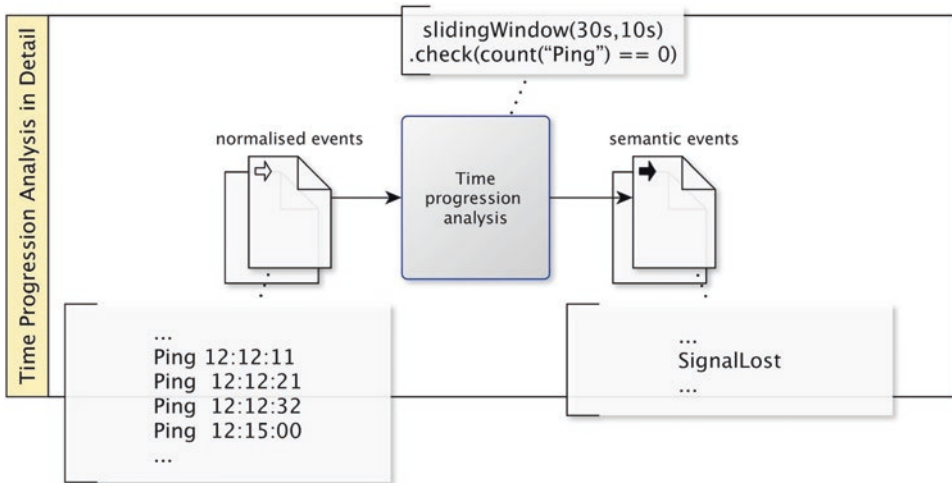 Time Progression Analysis in Detail
slidingWindow(30s,10s)
.check(count(“Ping”) == 0)
normalised events
semantic events
Time
progression
analysis
...
Ping 12:12:11
Ping 12:12:21
Ping 12:12:32
Ping 12:15:00
...
...
SignalLost
...